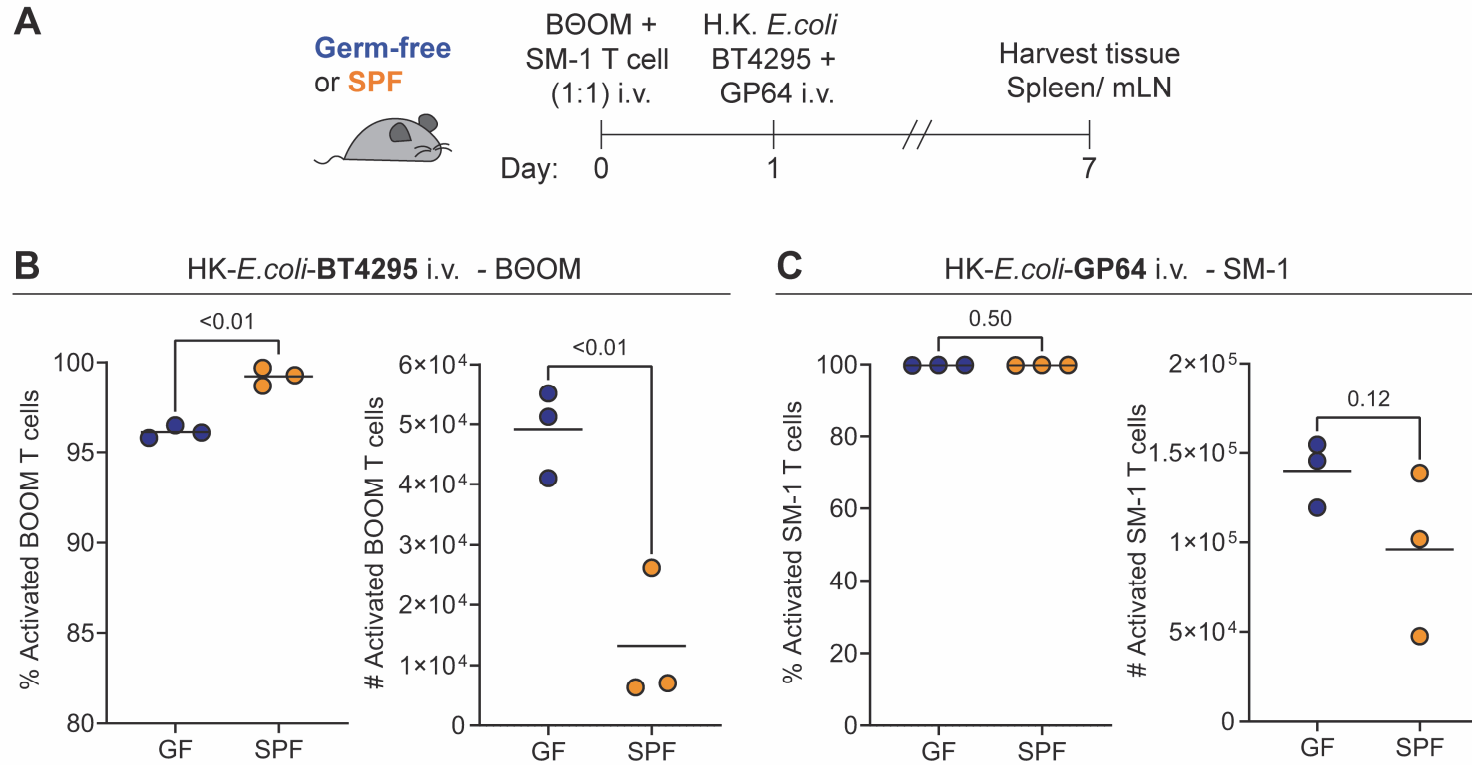 A
Germ-free
or SPF
BΘOM +
SM-1 T cell
(1:1) i.v.
H.K. E.coli
BT4295 +
GP64 i.v.
Harvest tissue
Spleen/ mLN
Day: 0 1 7
B
HK-E.coli-BT4295 i.v. - BΘOM
% Activated BOOM T cells
100
95
90
85
80
<0.01
GF SPF
# Activated BOOM T cells
6×10⁴
5×10⁴
4×10⁴
3×10⁴
2×10⁴
1×10⁴
0
<0.01
GF SPF
C
HK-E.coli-GP64 i.v. - SM-1
% Activated SM-1 T cells
100
80
60
40
20
0
0.50
GF SPF
# Activated SM-1 T cells
2×10⁵
1.5×10⁵
1×10⁵
5×10⁴
0
0.12
GF SPF